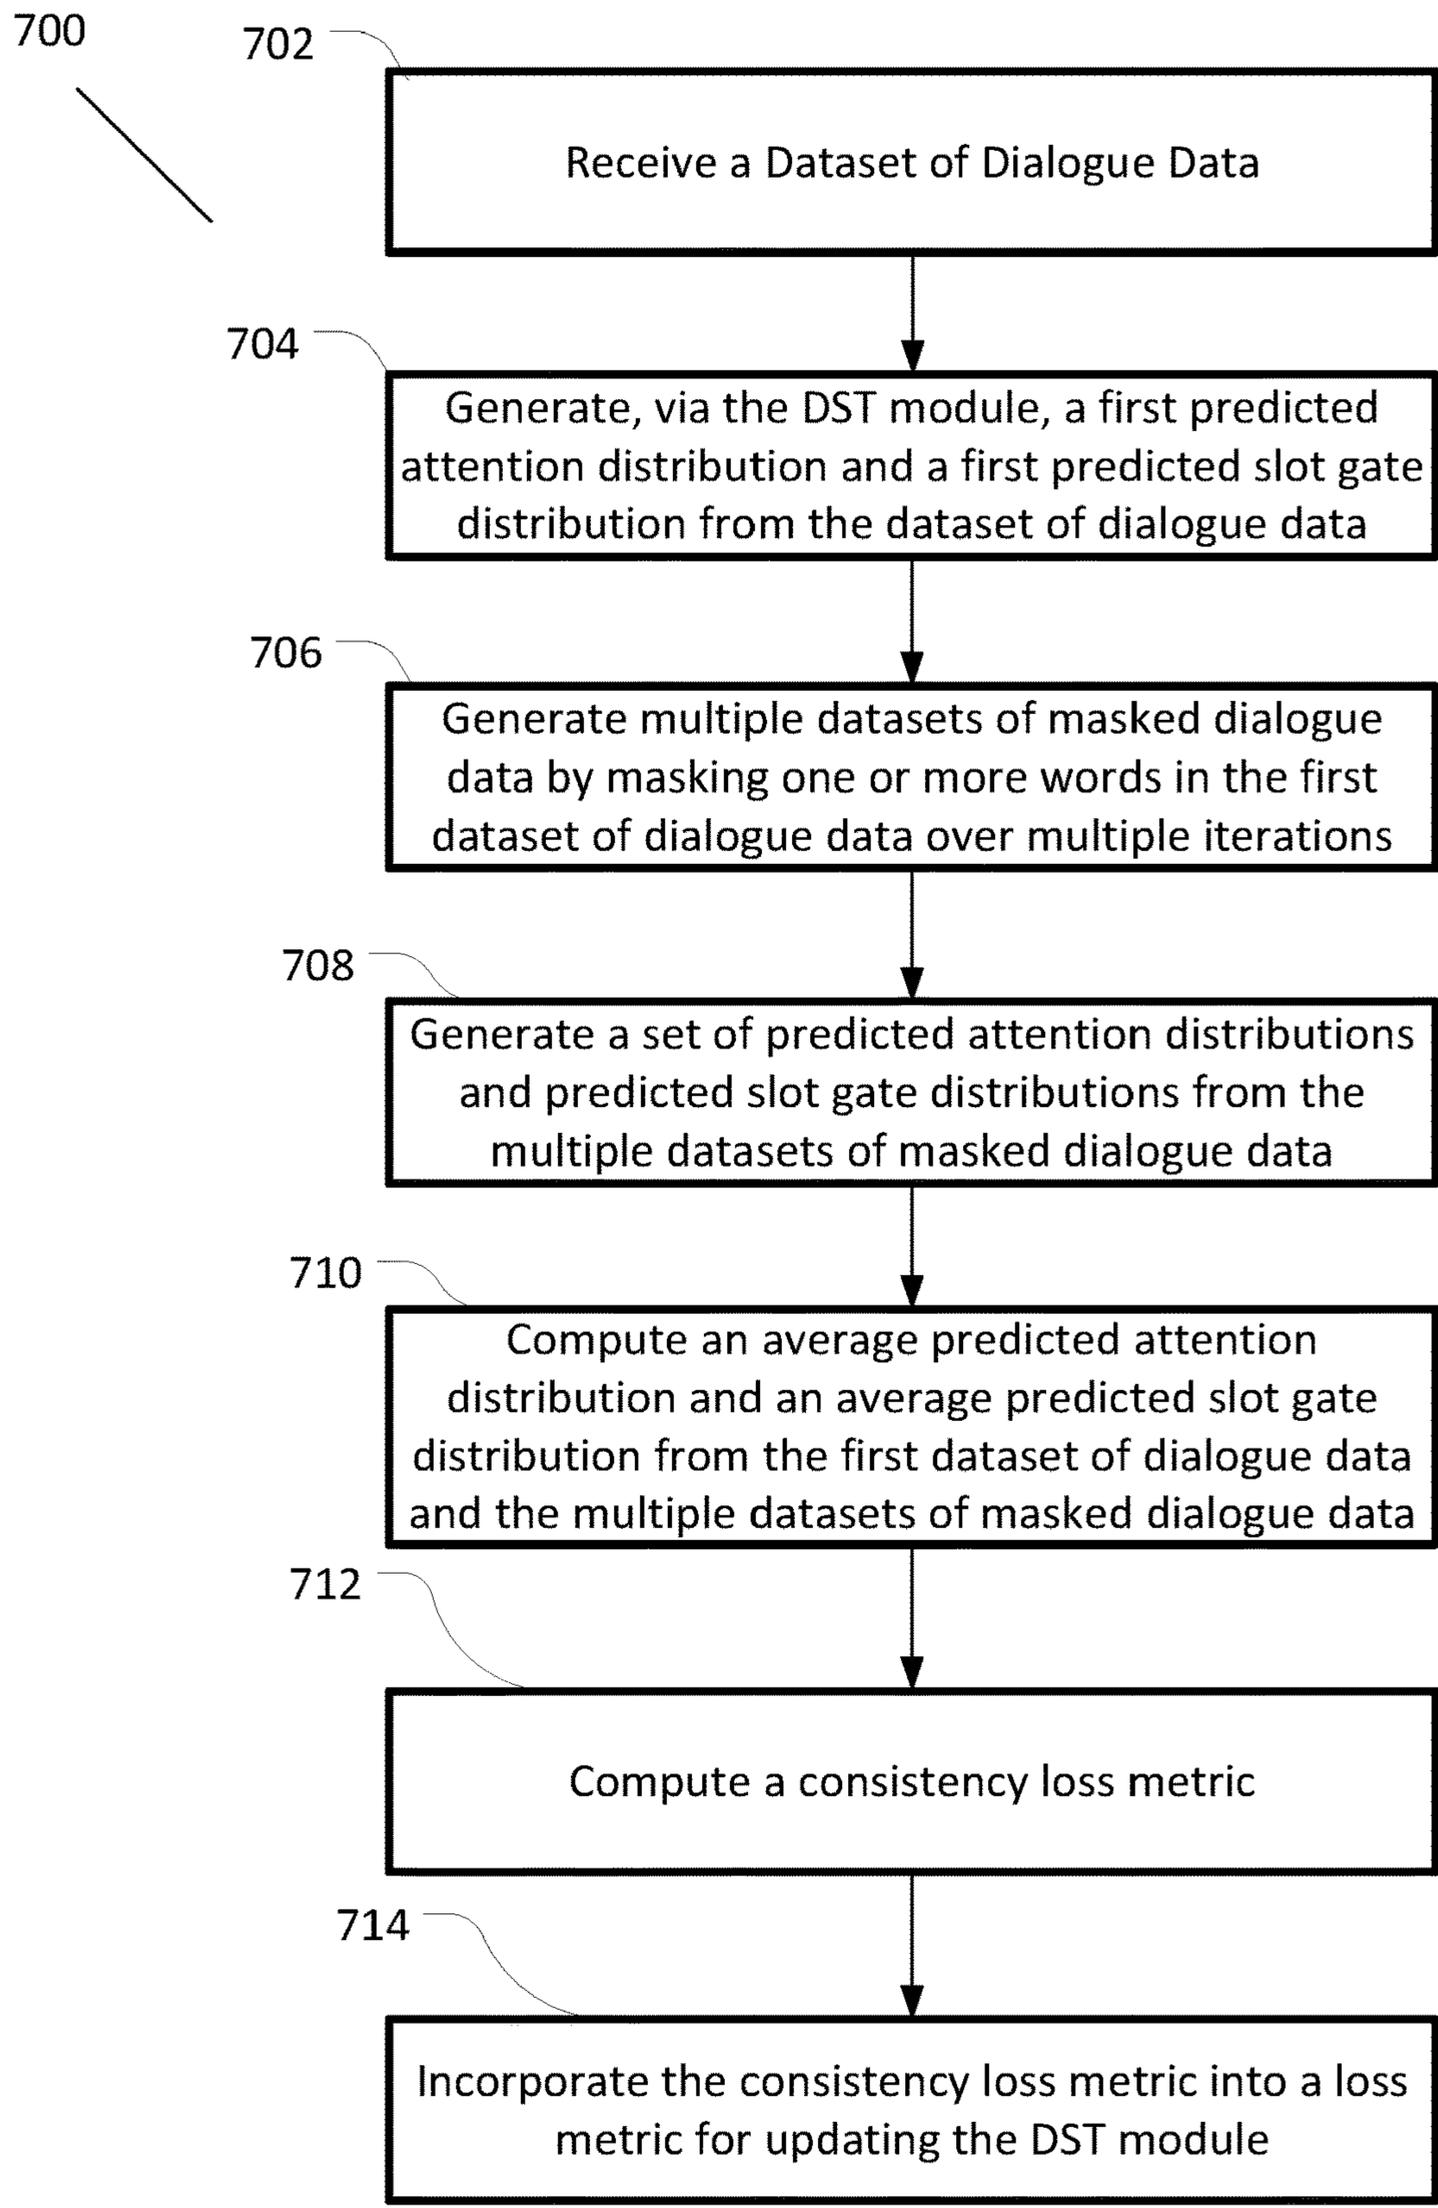 700
702
Receive a Dataset of Dialogue Data
704
Generate, via the DST module, a first predicted
attention distribution and a first predicted slot gate
distribution from the dataset of dialogue data
706
Generate multiple datasets of masked dialogue
data by masking one or more words in the first
dataset of dialogue data over multiple iterations
708
Generate a set of predicted attention distributions
and predicted slot gate distributions from the
multiple datasets of masked dialogue data
710
Compute an average predicted attention
distribution and an average predicted slot gate
distribution from the first dataset of dialogue data
and the multiple datasets of masked dialogue data
712
Compute a consistency loss metric
714
Incorporate the consistency loss metric into a loss
metric for updating the DST module